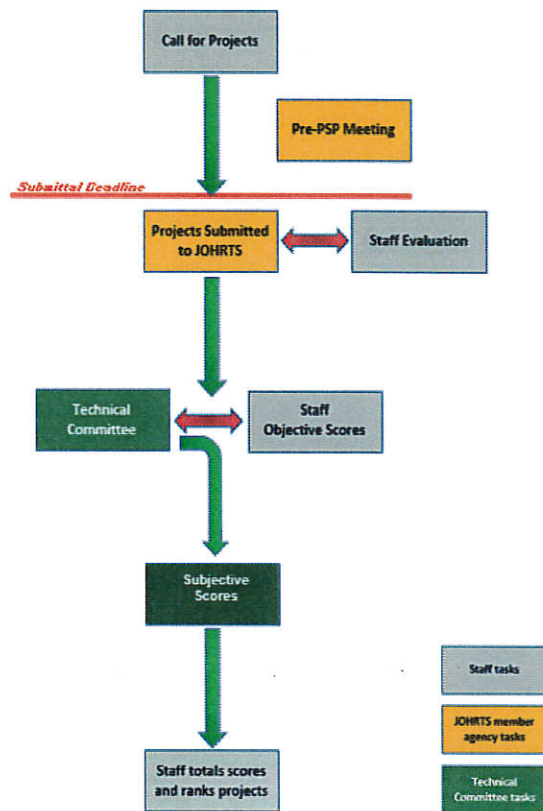 Call for Projects
Pre-PSP Meeting
Submittal Deadline
Projects Submitted
to JOHRTS
Staff Evaluation
Technical
Committee
Staff
Objective Scores
Subjective
Scores
Staff tasks
JOHRTS member
agency tasks
Staff totals scores
and ranks projects
Technical
Committee tasks